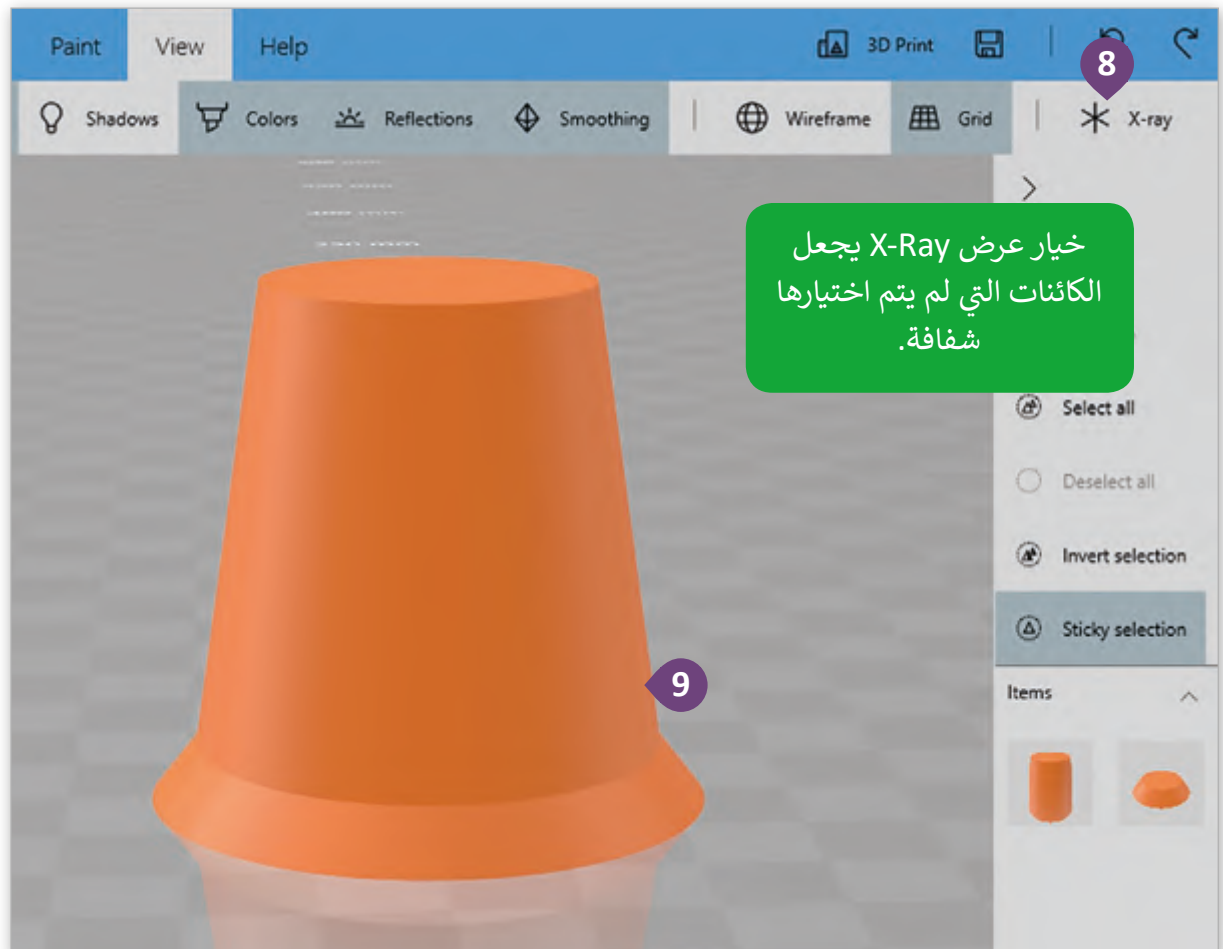 Paint View Help 3D Print
8
Shadows Colors Reflections Smoothing Wireframe Grid X-ray
خيار عرض X-Ray يجعل
الكائنات التي لم يتم اختيارها
شفافة.
Select all
Deselect all
Invert selection
Sticky selection
9
Items